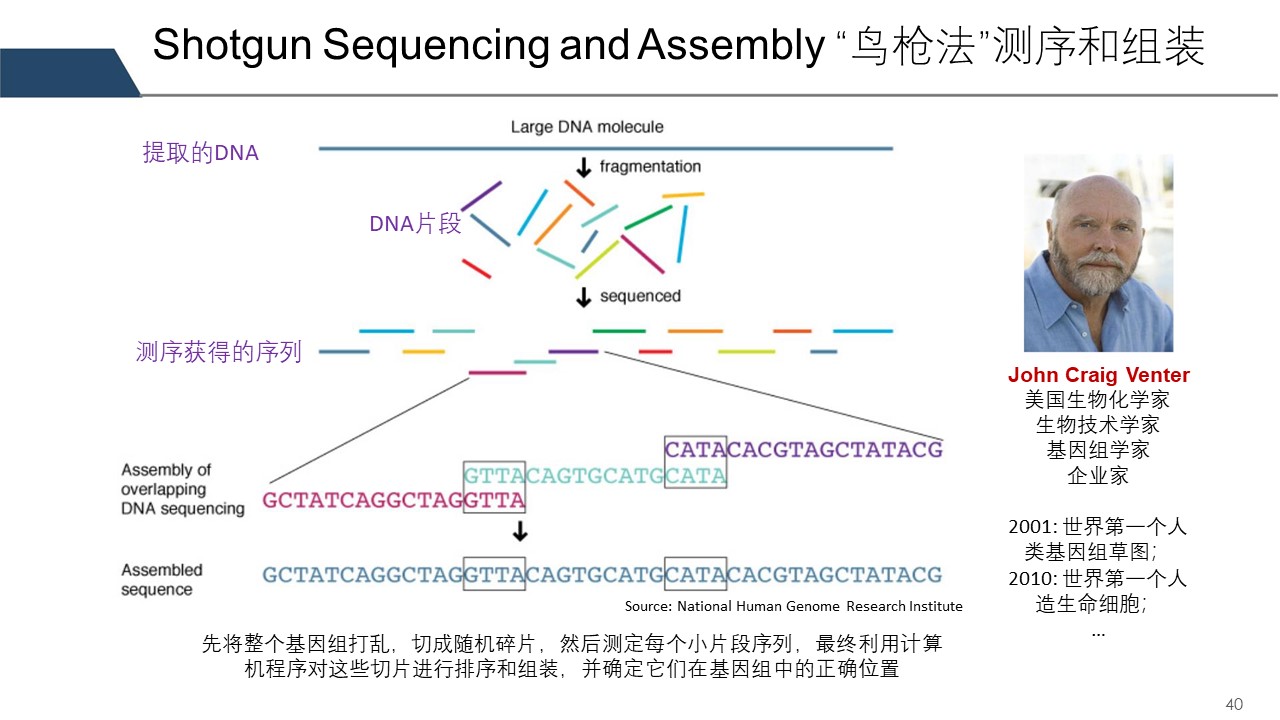 Shotgun Sequencing and Assembly “鸟枪法”测序和组装
Large DNA molecule
提取的DNA
fragmentation
DNA片段
sequenced
测序获得的序列
John Craig Venter
美国生物化学家
生物技术学家
基因组学家
企业家
2001: 世界第一个人
类基因组草图；
2010: 世界第一个人
造生命细胞；
...
CATACACGTAGCTATACG
GTTACAGTGCATGCATA
GCTATCAGGCTAGGTTA
Assembly of
overlapping
DNA sequencing
Assembled
sequence
GCTATCAGGCTAGGTTACAGTGCATGCATACACGTAGCTATACG
Source: National Human Genome Research Institute
先将整个基因组打乱，切成随机碎片，然后测定每个小片段序列，最终利用计算
机程序对这些切片进行排序和组装，并确定它们在基因组中的正确位置
40